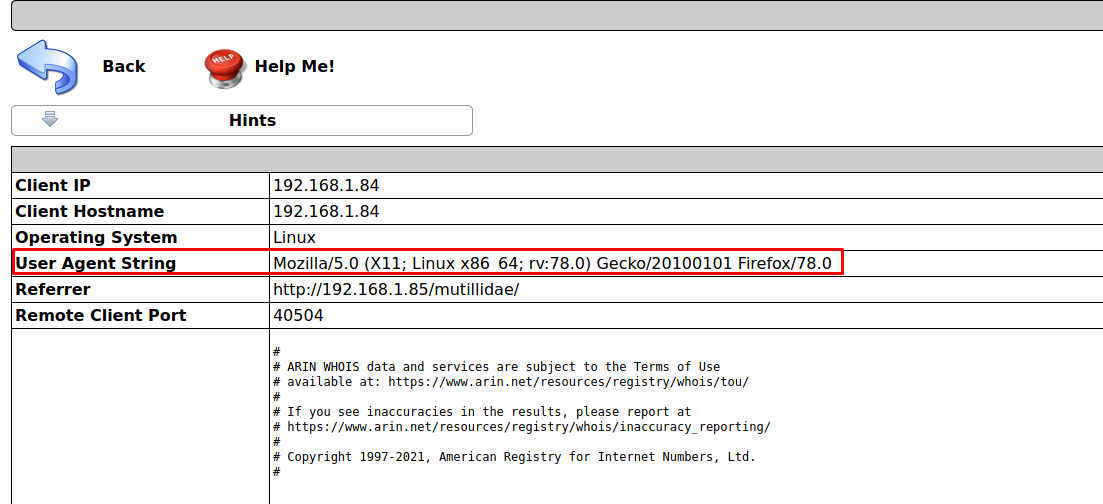 Back
HELP
Help Me!
Hints
Client IP 192.168.1.84
Client Hostname 192.168.1.84
Operating System Linux
User Agent String Mozilla/5.0 (X11; Linux x86_64; rv:78.0) Gecko/20100101 Firefox/78.0
Referrer http://192.168.1.85/mutillidae/
Remote Client Port 40504
#
# ARIN WHOIS data and services are subject to the Terms of Use
# available at: https://www.arin.net/resources/registry/whois/tou/
#
# If you see inaccuracies in the results, please report at
# https://www.arin.net/resources/registry/whois/inaccuracy_reporting/
#
# Copyright 1997-2021, American Registry for Internet Numbers, Ltd.
#